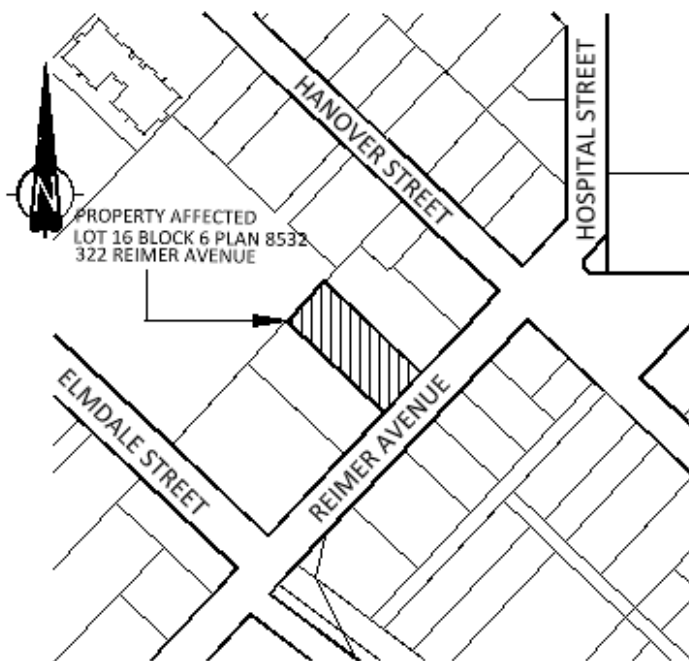 HANOVER STREET
HOSPITAL STREET
N
PROPERTY AFFECTED
LOT 16 BLOCK 6 PLAN 8532
322 REIMER AVENUE
ELMDALE STREET
REIMER AVENUE